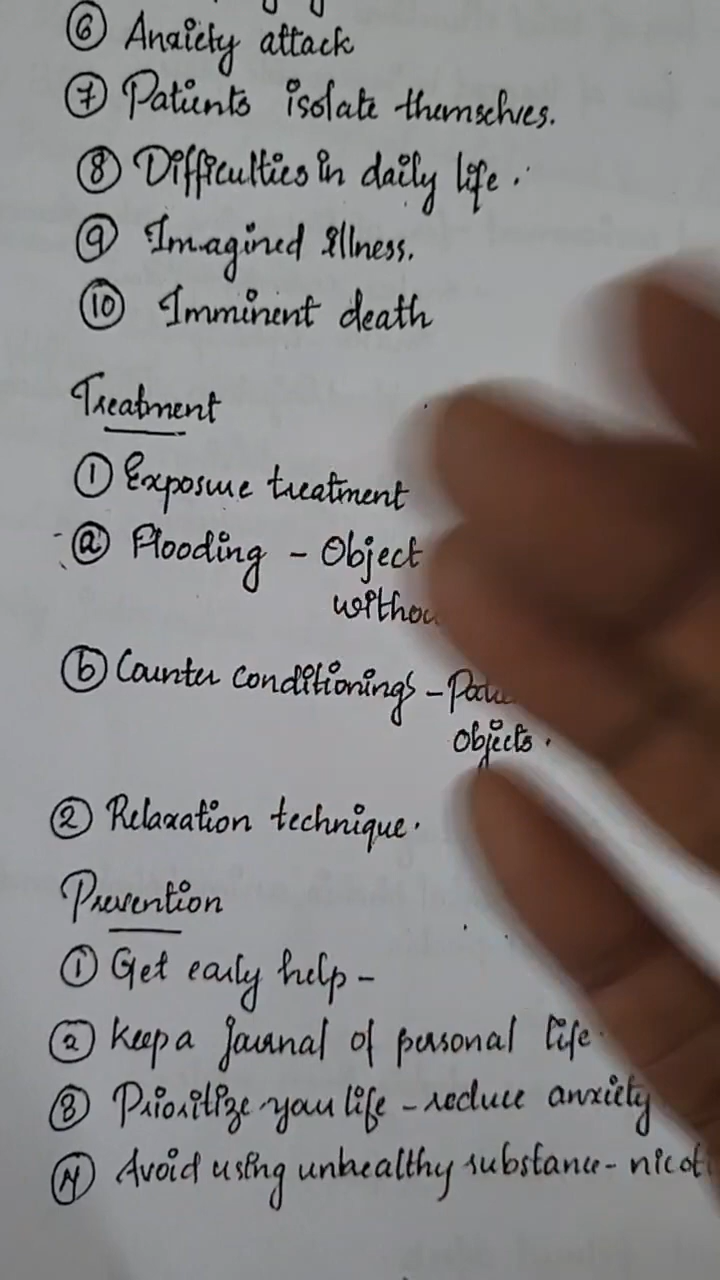 ⑥ Anxiety attack
⑦ Patients isolate themselves.
⑧ Difficulties in daily life.
⑨ Imagined illness.
⑩ Imminent death
Treatment
① Exposure treatment
ⓐ Flooding - Object
ⓑ Counter conditionings -
objects.
② Relaxation technique.
Prevention
① Get early help -
② Keep a journal of personal life.
③ Prioritize your life - reduce anxiety
④ Avoid using unhealthy substance -